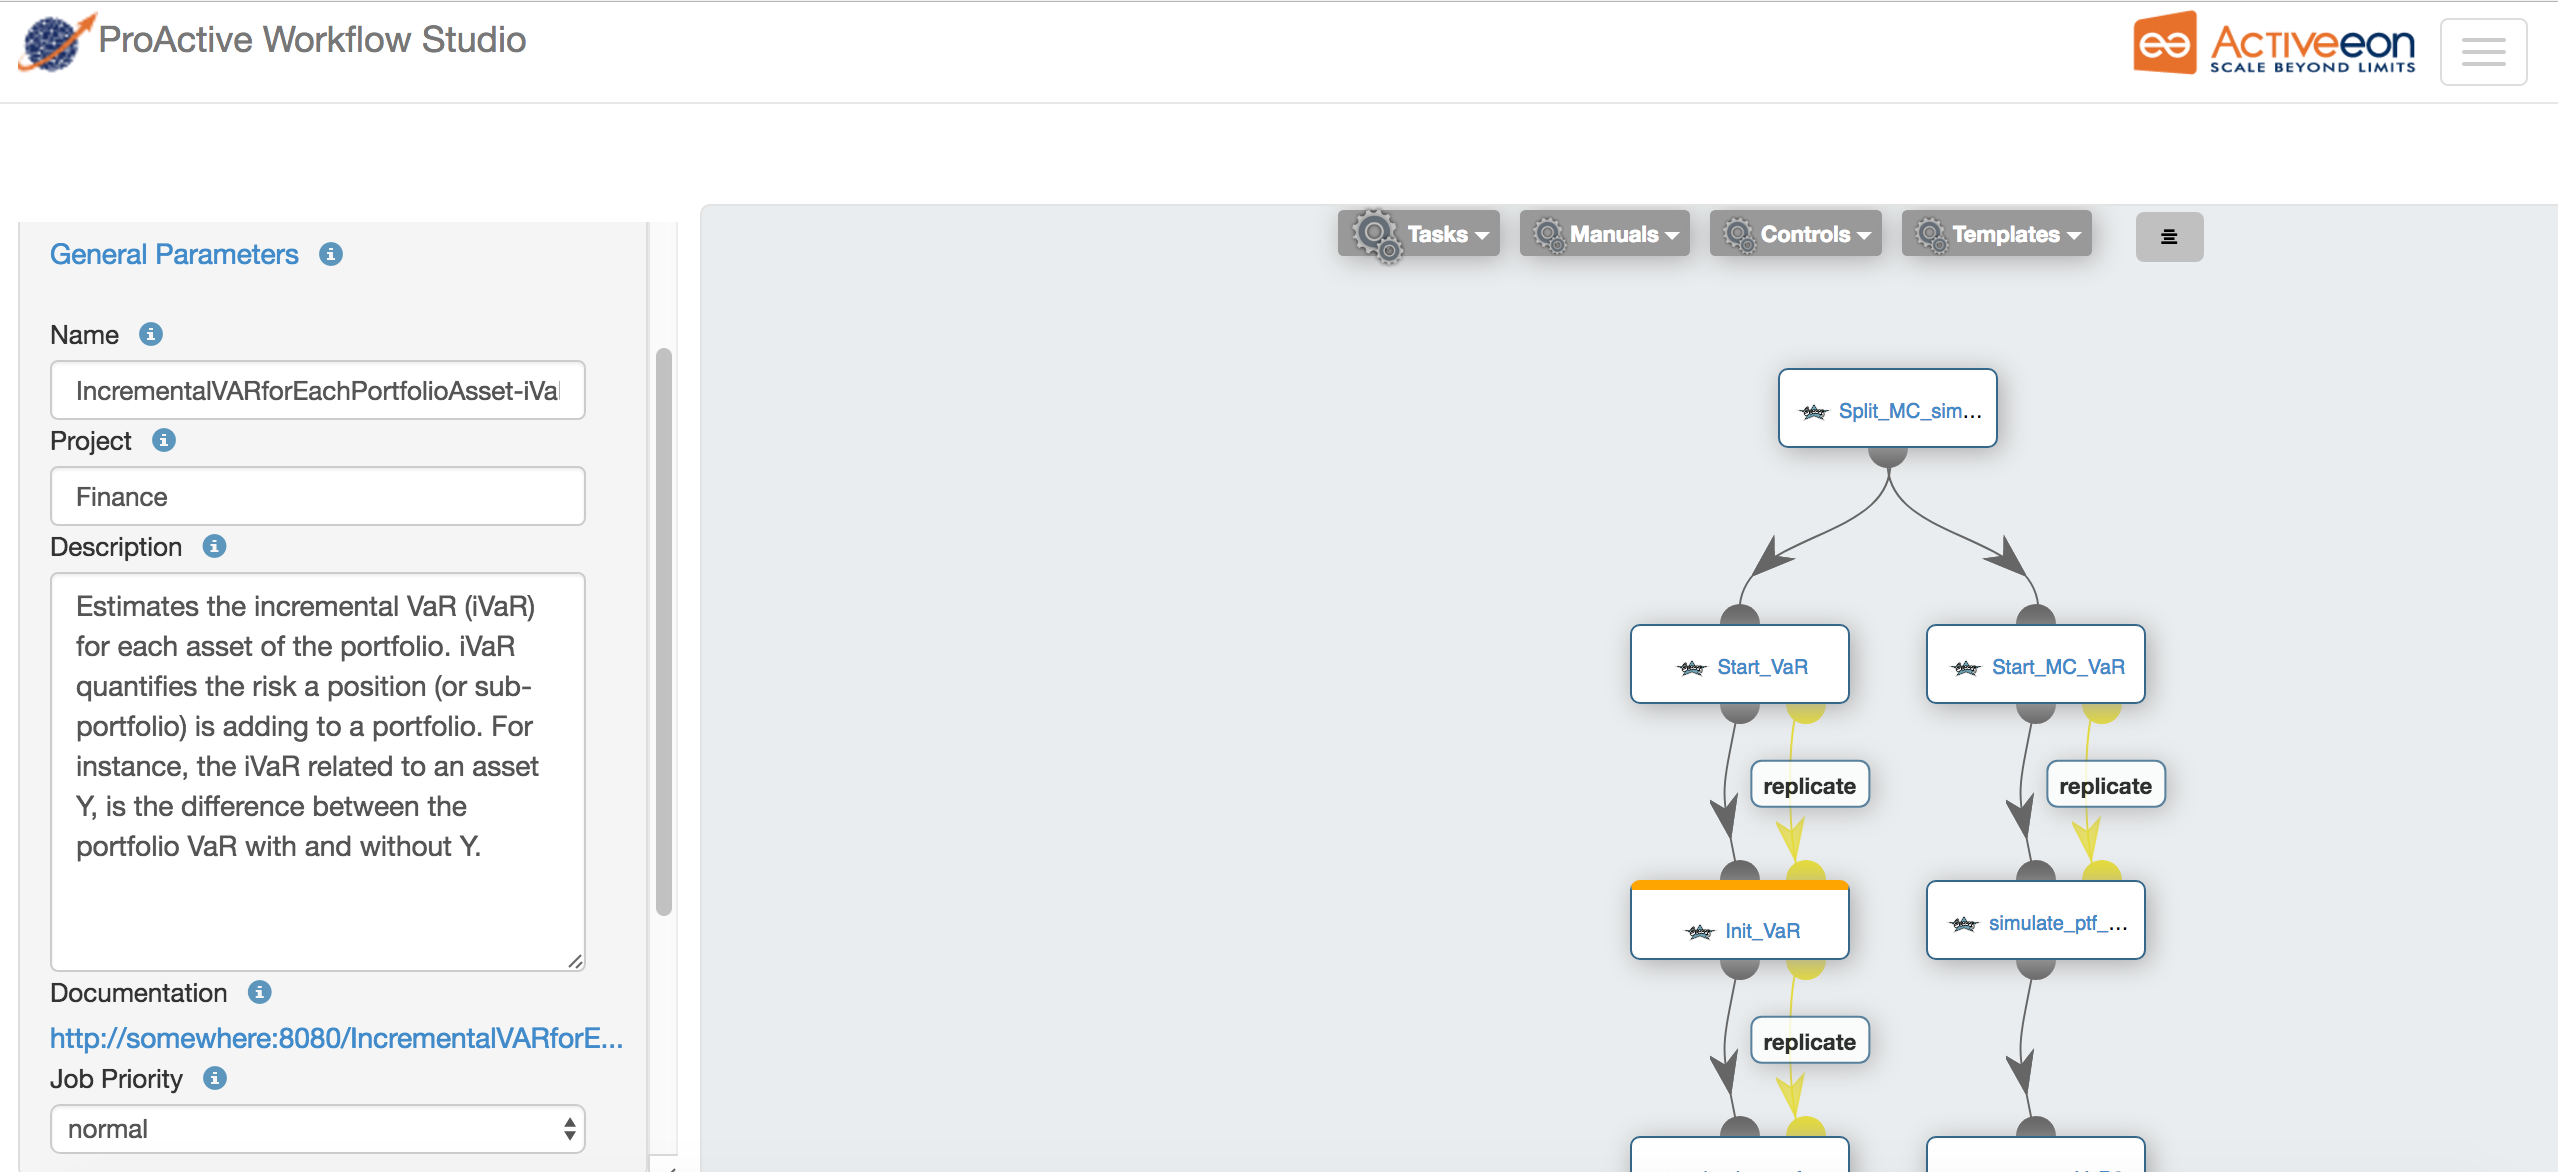 ProActive Workflow Studio
ACTIVeeon
SCALE BEYOND LIMITS
Tasks
Manuals
Controls
Templates
General Parameters
Name
IncrementalVARforEachPortfolioAsset-iVa
Project
Finance
Description
Estimates the incremental VaR (iVaR)
for each asset of the portfolio. iVaR
quantifies the risk a position (or sub-
portfolio) is adding to a portfolio. For
instance, the iVaR related to an asset
Y, is the difference between the
portfolio VaR with and without Y.
Documentation
http://somewhere:8080/IncrementalVARforE...
Job Priority
normal
Split_MC_sim...
Start_VaR
Start_MC_VaR
replicate
replicate
Init_VaR
simulate_ptf_...
replicate